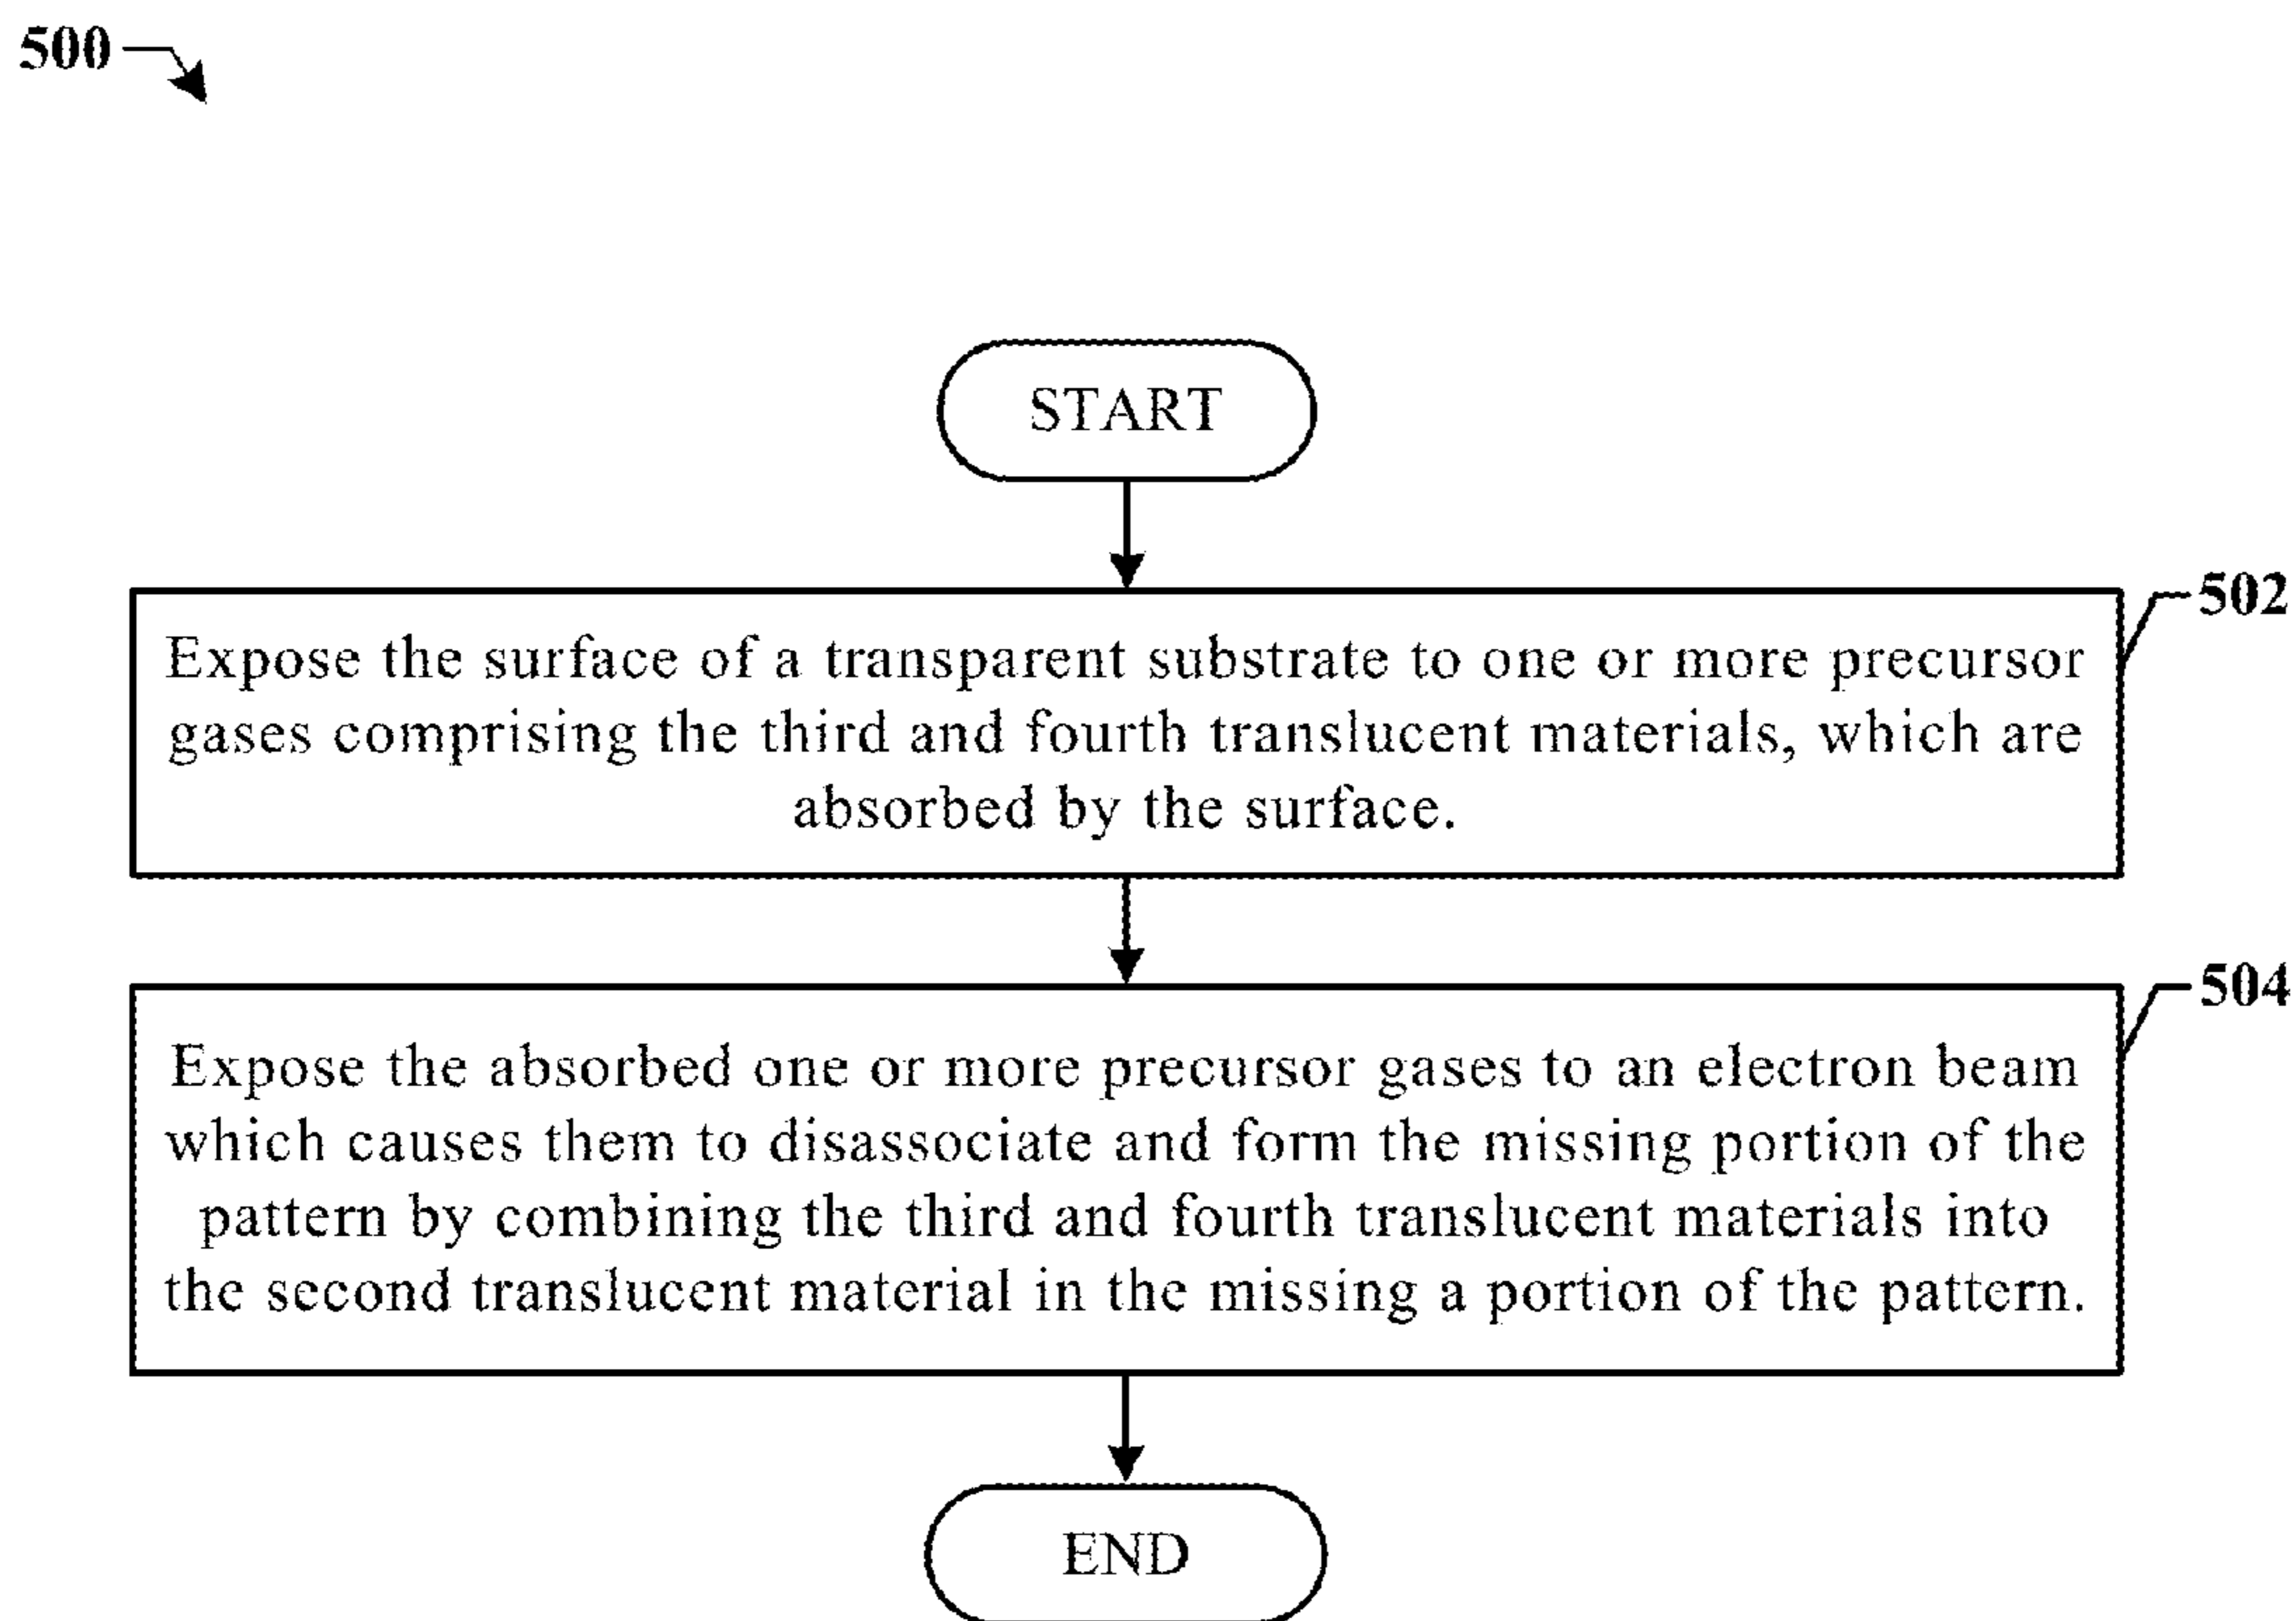 500
START
502
Expose the surface of a transparent substrate to one or more precursor
gases comprising the third and fourth translucent materials, which are
absorbed by the surface.
504
Expose the absorbed one or more precursor gases to an electron beam
which causes them to disassociate and form the missing portion of the
pattern by combining the third and fourth translucent materials into
the second translucent material in the missing a portion of the pattern.
END